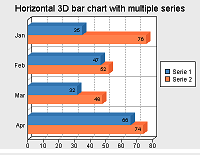 Horizontal 3D bar chart with multiple series
Jan
35
76
Feb
47
52
Serie 1
Serie 2
Mar
32
48
Apr
66
74
0 10 20 30 40 50 60 70 80